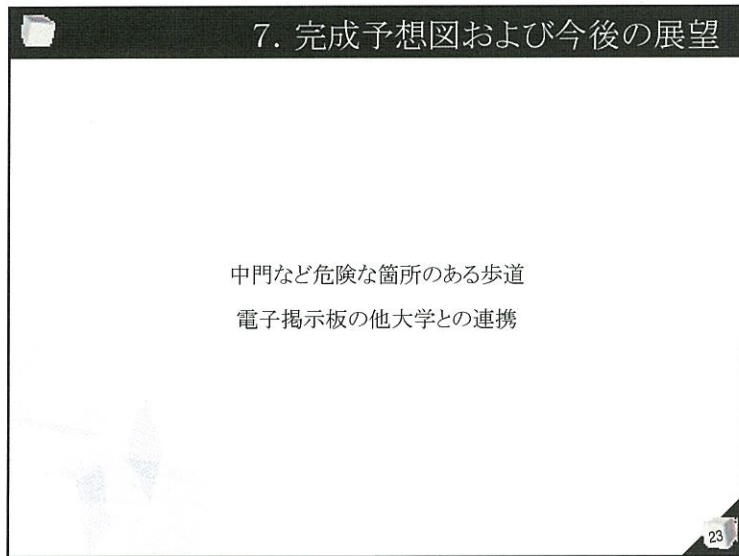 7. 完成予想図および今後の展望
中門など危険な箇所のある歩道
電子掲示板の他大学との連携
23